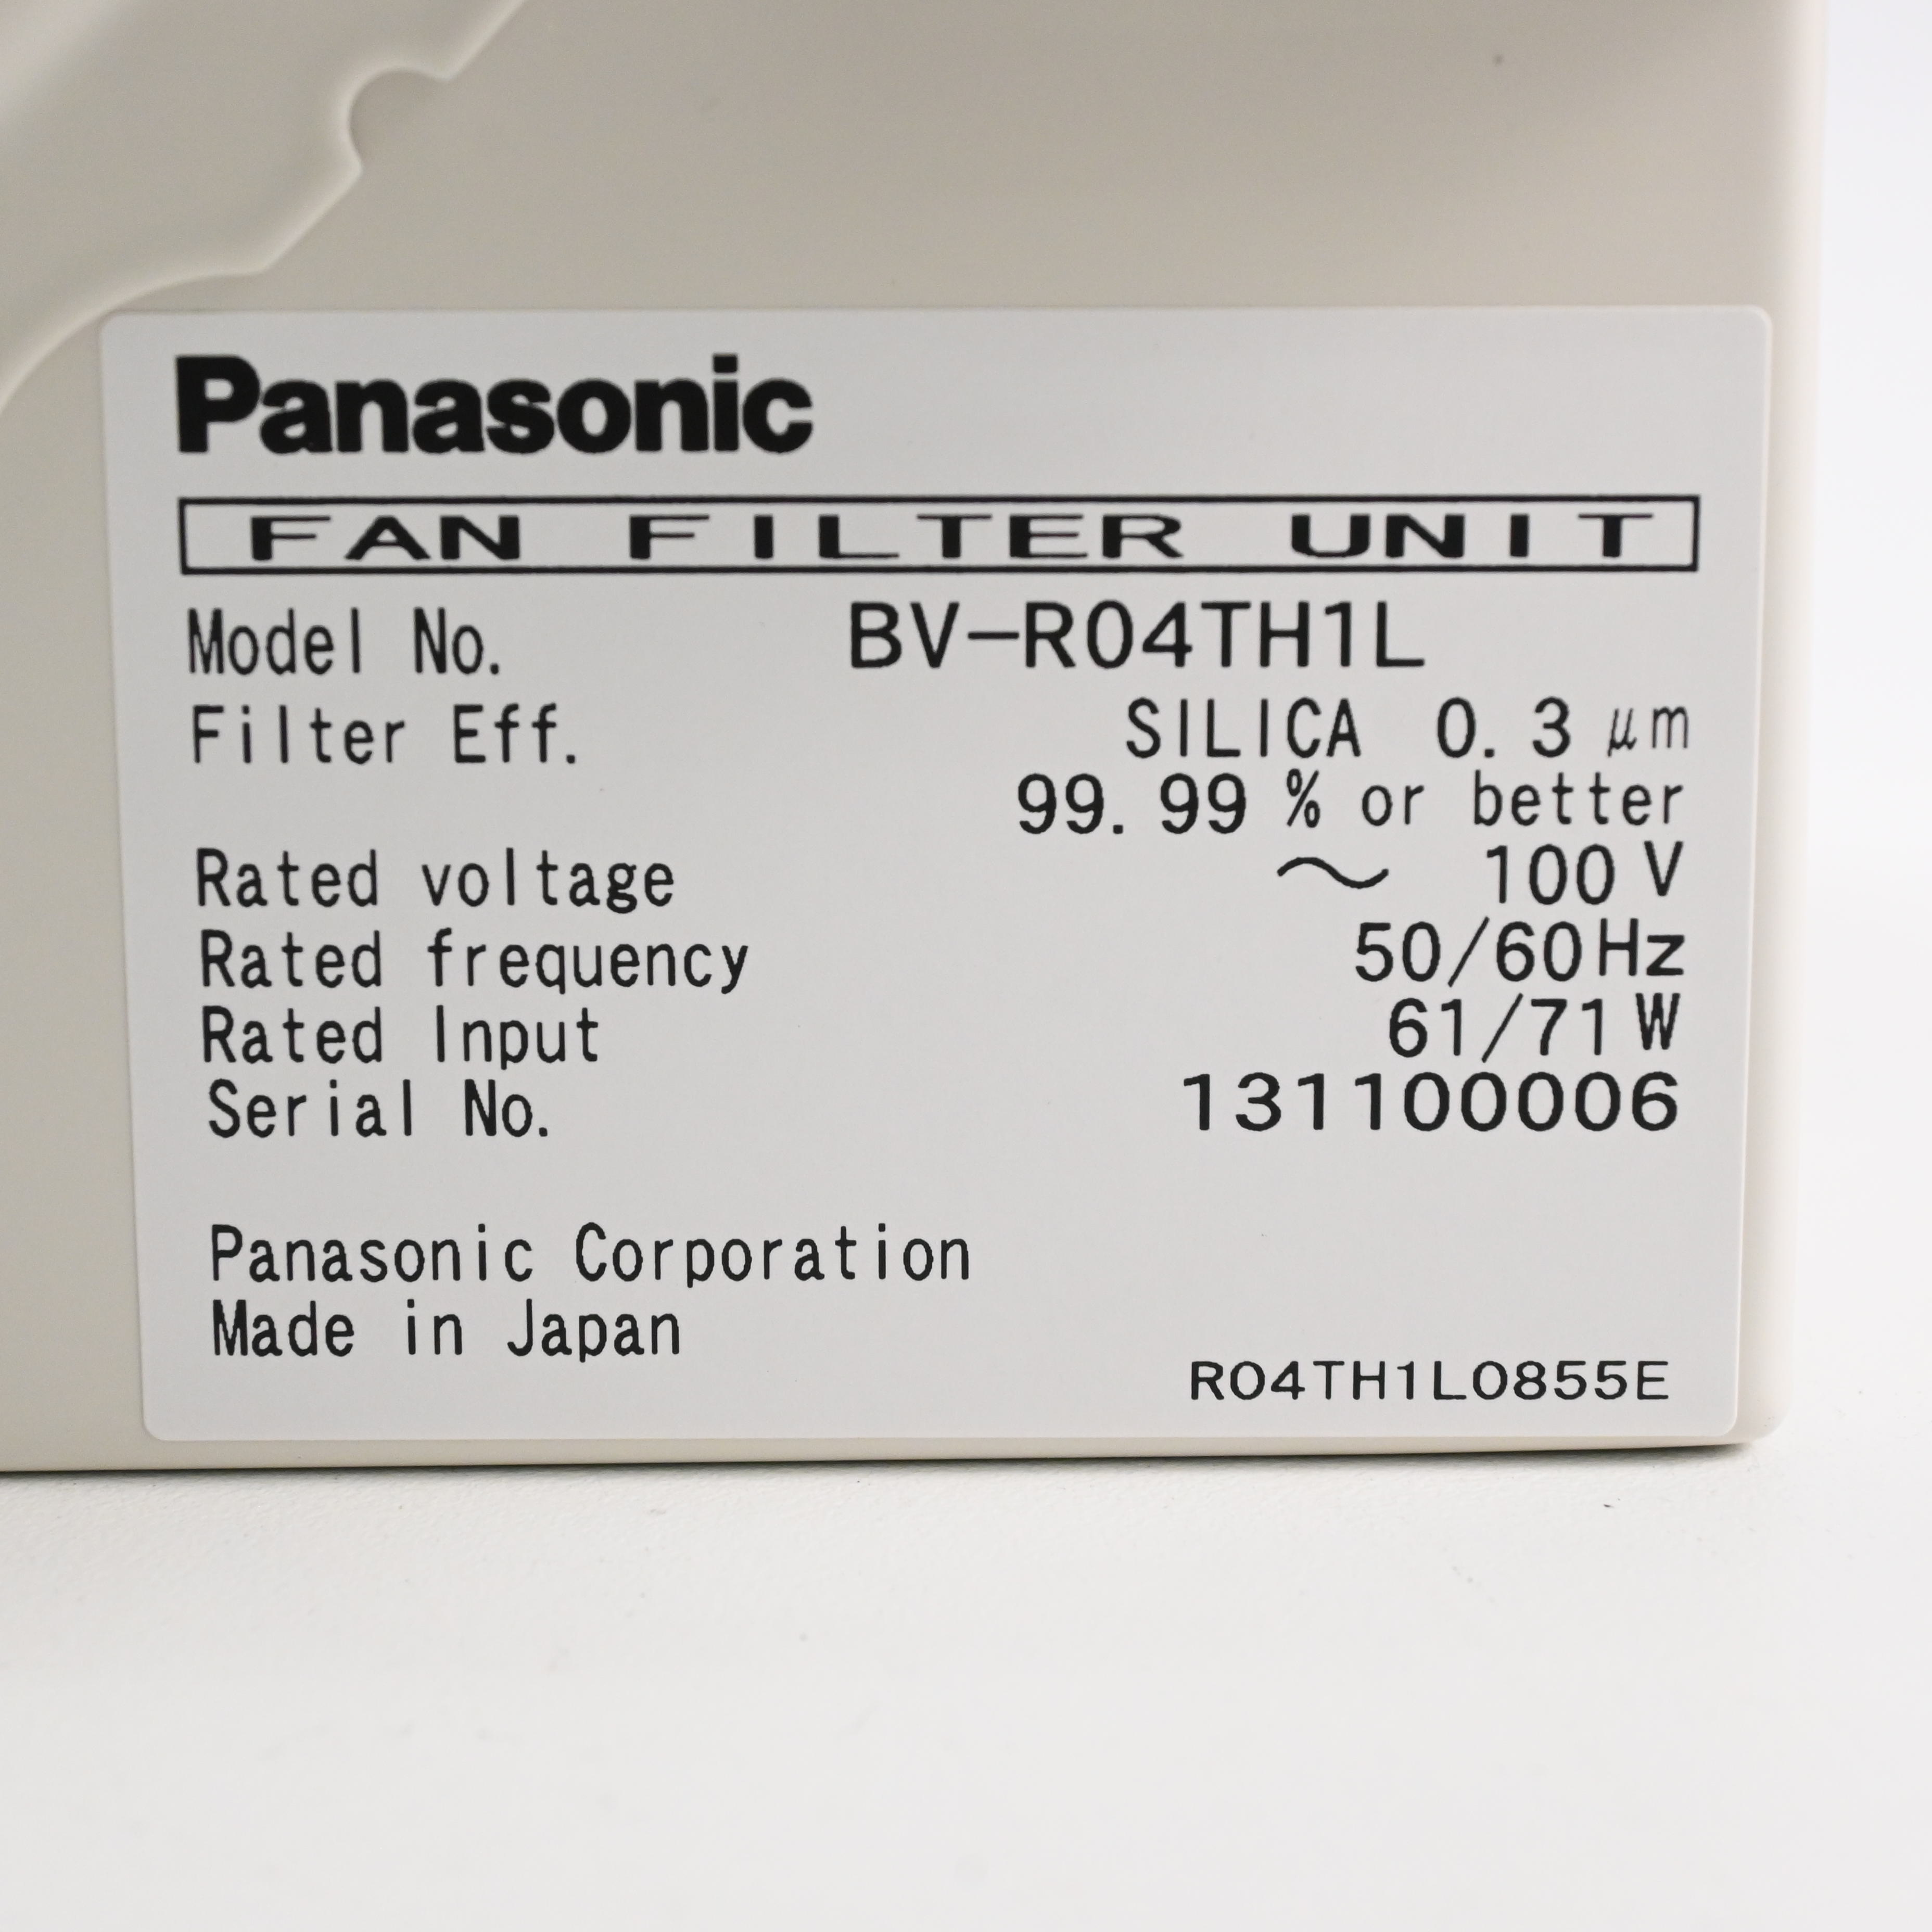 Panasonic
FAN FILTER UNIT
Model No. BV-R04TH1L
Filter Eff. SILICA 0.3 μm
99.99 % or better
Rated voltage ~ 100 V
Rated frequency 50/60Hz
Rated Input 61/71 W
Serial No. 131100006
Panasonic Corporation
Made in Japan
R04TH1L0855E